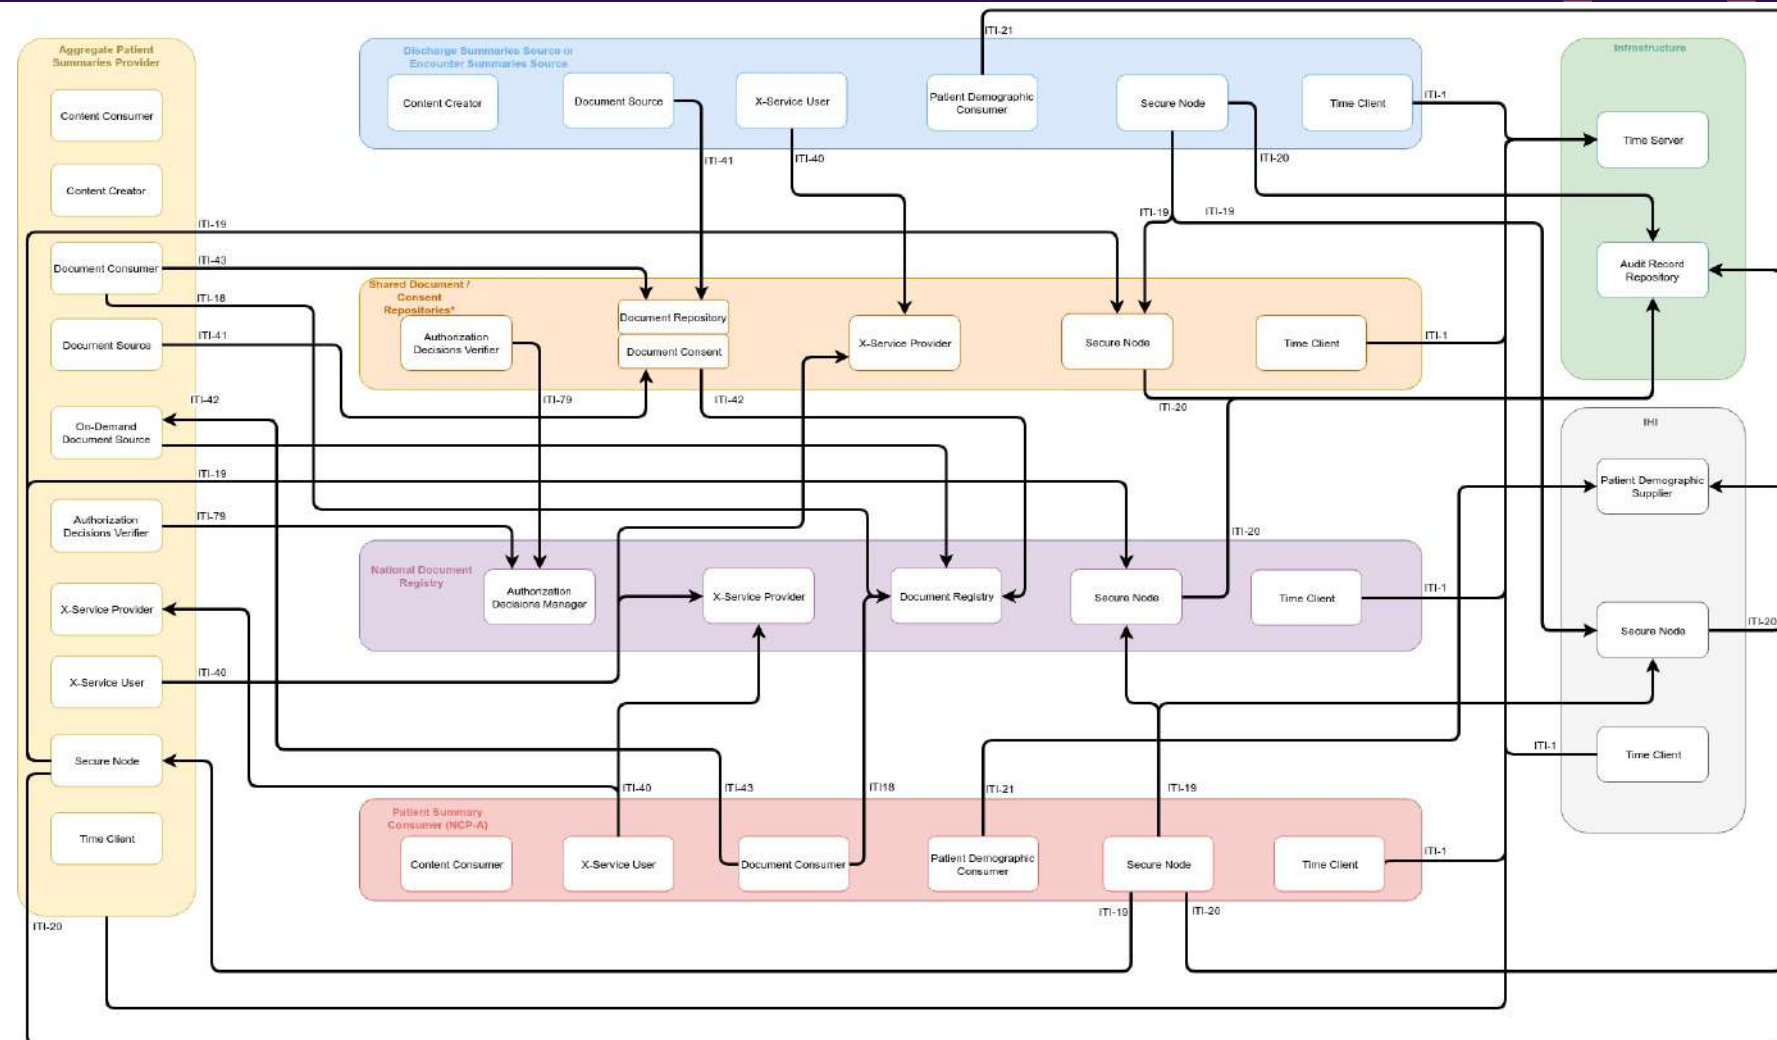 ITI-21
Aggregate Patient
Summaries Provider
Content Consumer
Content Creator
Document Consumer
Document Source
On-Demand
Document Source
Authorization
Decisions Verifier
X-Service Provider
X-Service User
Secure Node
Time Client
ITI-19
ITI-43
ITI-18
ITI-41
ITI-42
ITI-19
ITI-79
ITI-40
ITI-20
Discharge Summaries Source or
Encounter Summaries Source
Content Creator
Document Source
X-Service User
Patient Demographic
Consumer
Secure Node
Time Client
ITI-1
ITI-41
ITI-40
ITI-20
ITI-19
ITI-19
Shared Document /
Consent
Repositories*
Authorization
Decisions Verifier
Document Repository
Document Consent
X-Service Provider
Secure Node
Time Client
ITI-1
ITI-79
ITI-42
ITI-20
ITI-20
National Document
Registry
Authorization
Decisions Manager
X-Service Provider
Document Registry
Secure Node
Time Client
ITI-1
ITI-40
ITI-43
ITI18
ITI-21
ITI-19
Patient Summary
Consumer (NCP-A)
Content Consumer
X-Service User
Document Consumer
Patient Demographic
Consumer
Secure Node
Time Client
ITI-1
ITI-19
ITI-20
Infrastructure
Time Server
Audit Record
Repository
IHI
Patient Demographic
Supplier
Secure Node
ITI-20
ITI-1
Time Client